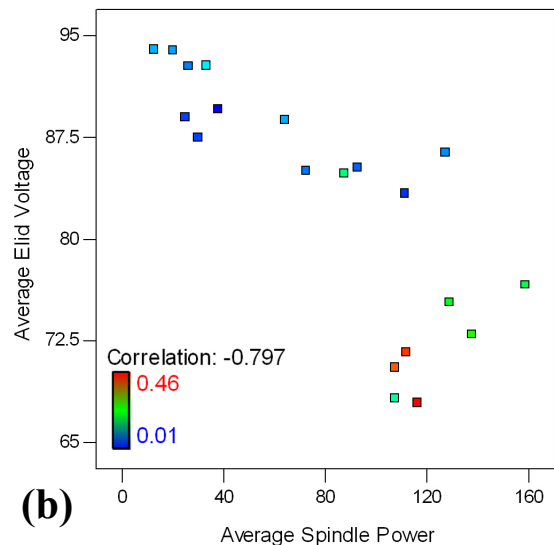 95
87.5
80
72.5
65
Average Elid Voltage
Correlation: -0.797
0.46
0.01
(b)
0 40 80 120 160
Average Spindle Power